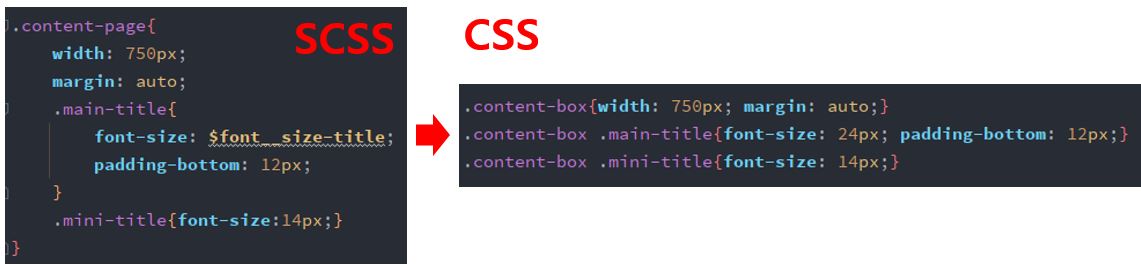 SCSS
.content-page{
    width: 750px;
    margin: auto;
    .main-title{
        font-size: $font__size-title;
        padding-bottom: 12px;
    }
    .mini-title{font-size:14px;}
}
CSS
.content-box{width: 750px; margin: auto;}
.content-box .main-title{font-size: 24px; padding-bottom: 12px;}
.content-box .mini-title{font-size: 14px;}